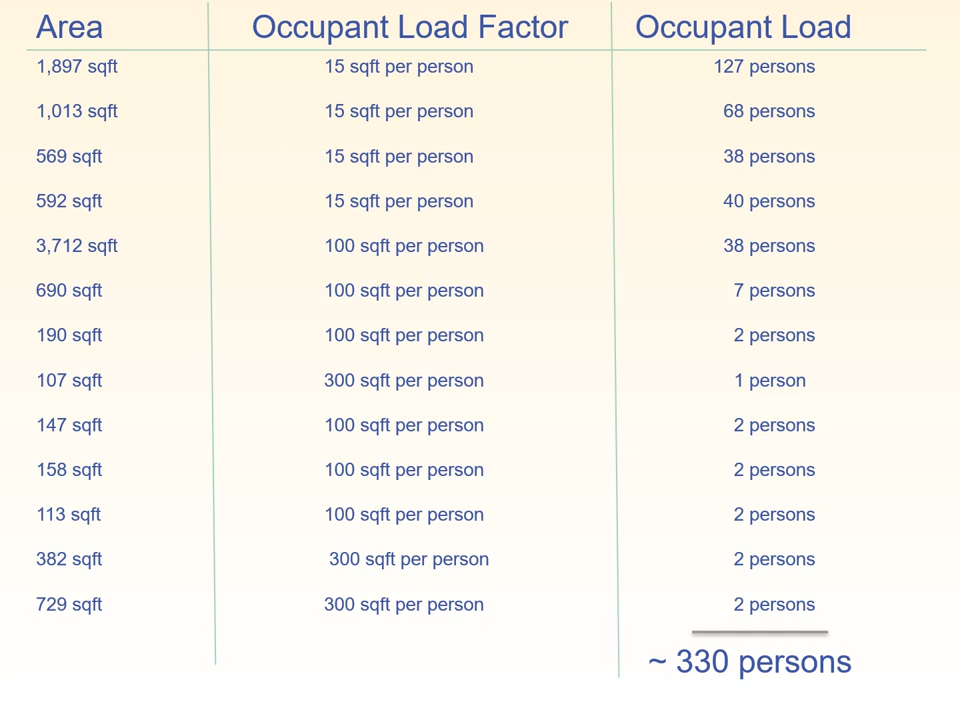 Area Occupant Load Factor Occupant Load
1,897 sqft 15 sqft per person 127 persons
1,013 sqft 15 sqft per person 68 persons
569 sqft 15 sqft per person 38 persons
592 sqft 15 sqft per person 40 persons
3,712 sqft 100 sqft per person 38 persons
690 sqft 100 sqft per person 7 persons
190 sqft 100 sqft per person 2 persons
107 sqft 300 sqft per person 1 person
147 sqft 100 sqft per person 2 persons
158 sqft 100 sqft per person 2 persons
113 sqft 100 sqft per person 2 persons
382 sqft 300 sqft per person 2 persons
729 sqft 300 sqft per person 2 persons
~ 330 persons